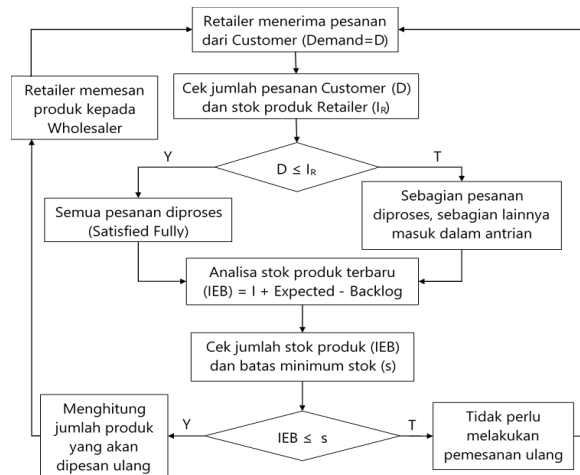 Retailer menerima pesanan
dari Customer (Demand=D)
Retailer memesan
produk kepada
Wholesaler
Cek jumlah pesanan Customer (D)
dan stok produk Retailer (IR)
Y
T
D ≤ IR
Semua pesanan diproses
(Satisfied Fully)
Sebagian pesanan
diproses, sebagian lainnya
masuk dalam antrian
Analisa stok produk terbaru
(IEB) = I + Expected - Backlog
Cek jumlah stok produk (IEB)
dan batas minimum stok (s)
Menghitung
jumlah produk
yang akan
dipesan ulang
Y
IEB ≤ s
T
Tidak perlu
melakukan
pemesanan ulang